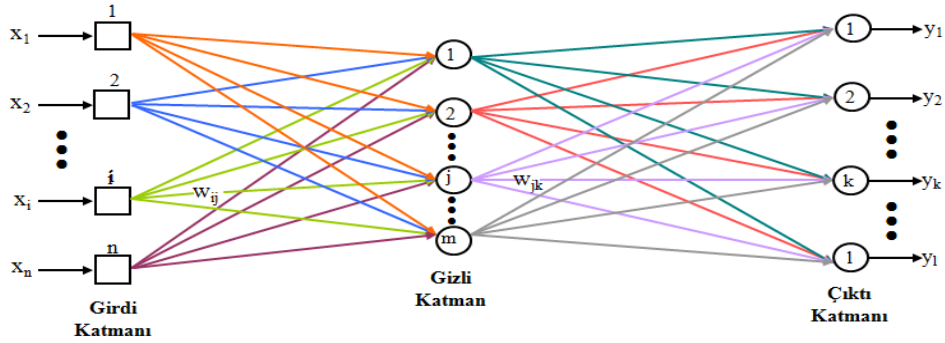 x1 1 1 1 y1
x2 2 2 2 y2
xi i wij j wjk k yk
xn n m 1 yl
Girdi Katmanı
Gizli Katman
Çıktı Katmanı